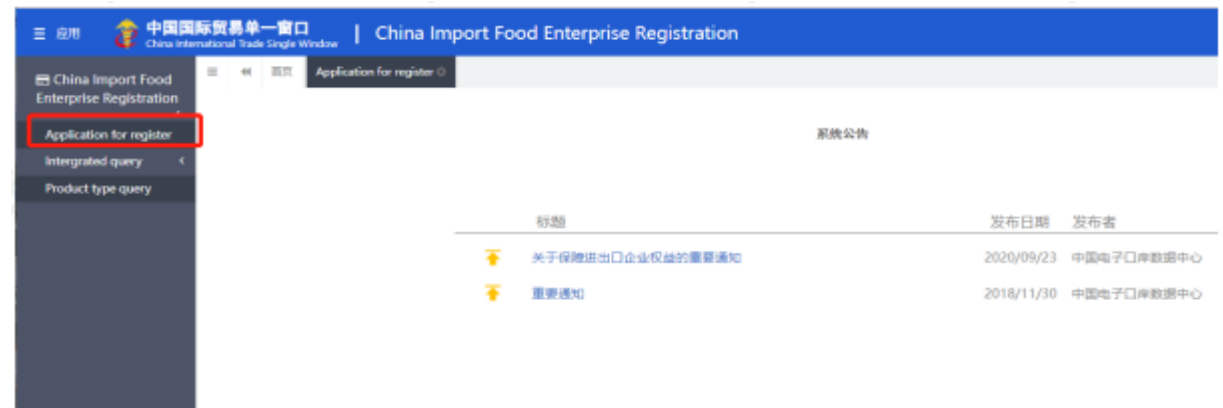 应用
中国国际贸易单一窗口
China International Trade Single Window
China Import Food Enterprise Registration
China Import Food
Enterprise Registration
首页
Application for register
Application for register
Intergrated query
Product type query
系统公告
标题 发布日期 发布者
关于保障进出口企业权益的重要通知 2020/09/23 中国电子口岸数据中心
重要通知 2018/11/30 中国电子口岸数据中心